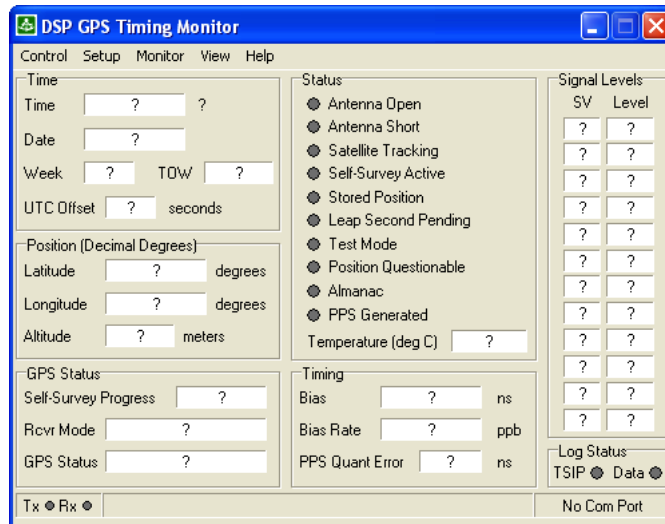 DSP GPS Timing Monitor
Control Setup Monitor View Help
Time
Time ? ?
Date ?
Week ? TOW ?
UTC Offset ? seconds
Position (Decimal Degrees)
Latitude ? degrees
Longitude ? degrees
Altitude ? meters
GPS Status
Self-Survey Progress ?
Rcvr Mode ?
GPS Status ?
Status
Antenna Open
Antenna Short
Satellite Tracking
Self-Survey Active
Stored Position
Leap Second Pending
Test Mode
Position Questionable
Almanac
PPS Generated
Temperature (deg C) ?
Timing
Bias ? ns
Bias Rate ? ppb
PPS Quant Error ? ns
Signal Levels
SV Level
? ?
? ?
? ?
? ?
? ?
? ?
? ?
? ?
? ?
? ?
? ?
? ?
Log Status
TSIP Data
Tx Rx
No Com Port